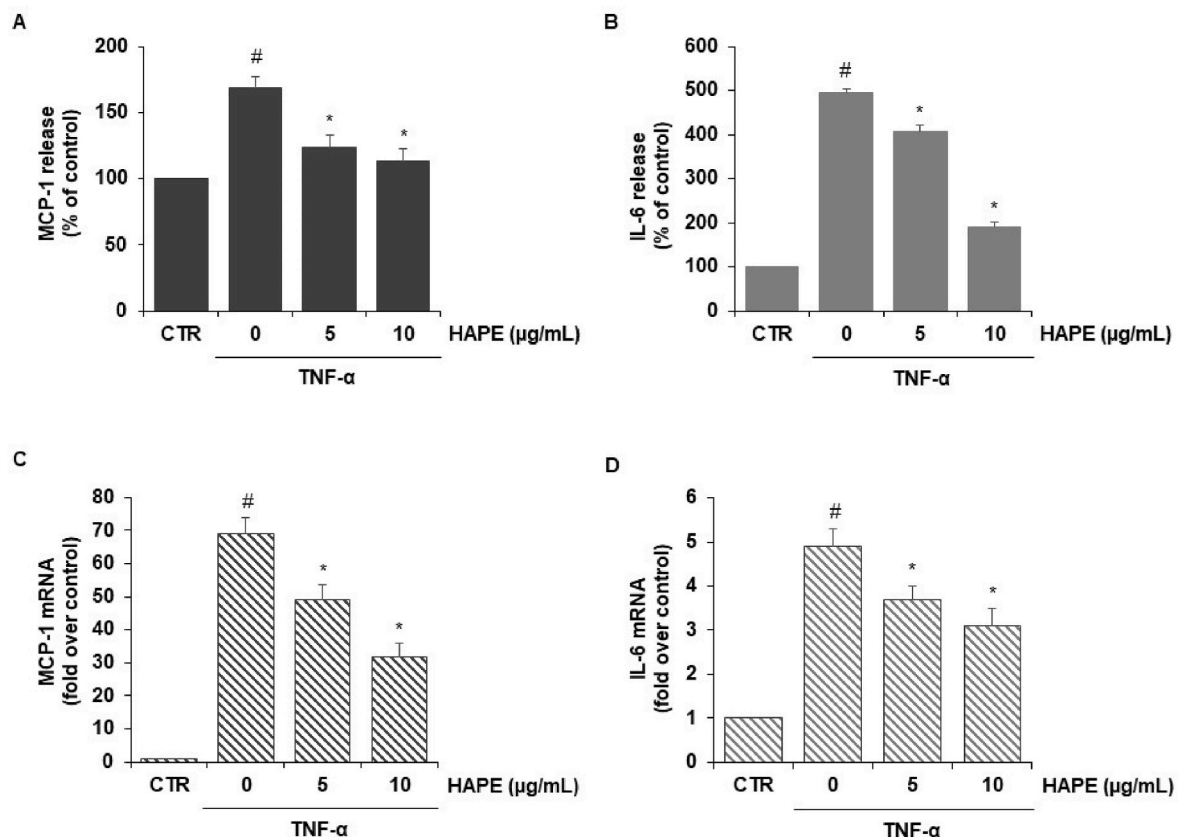 A
MCP-1 release
(% of control)
200
150
100
50
0
#
*
*
CTR 0 5 10 HAPE (µg/mL)
TNF-α
B
IL-6 release
(% of control)
600
500
400
300
200
100
0
#
*
*
CTR 0 5 10 HAPE (µg/mL)
TNF-α
C
MCP-1 mRNA
(fold over control)
80
70
60
50
40
30
20
10
0
#
*
*
CTR 0 5 10 HAPE (µg/mL)
TNF-α
D
IL-6 mRNA
(fold over control)
6
5
4
3
2
1
0
#
*
*
CTR 0 5 10 HAPE (µg/mL)
TNF-α